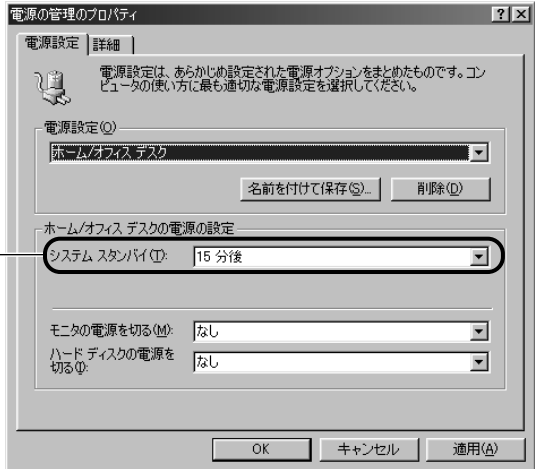 電源の管理のプロパティ
電源設定 詳細
電源設定は、あらかじめ設定された電源オプションをまとめたものです。コン
ピュータの使い方に最も適切な電源設定を選択してください。
電源設定(O)
ホーム/オフィス デスク
名前を付けて保存(S)... 削除(D)
ホーム/オフィス デスクの電源の設定
システム スタンバイ(T): 15 分後
モニタの電源を切る(M): なし
ハード ディスクの電源を
切る(I): なし
OK キャンセル 適用(A)